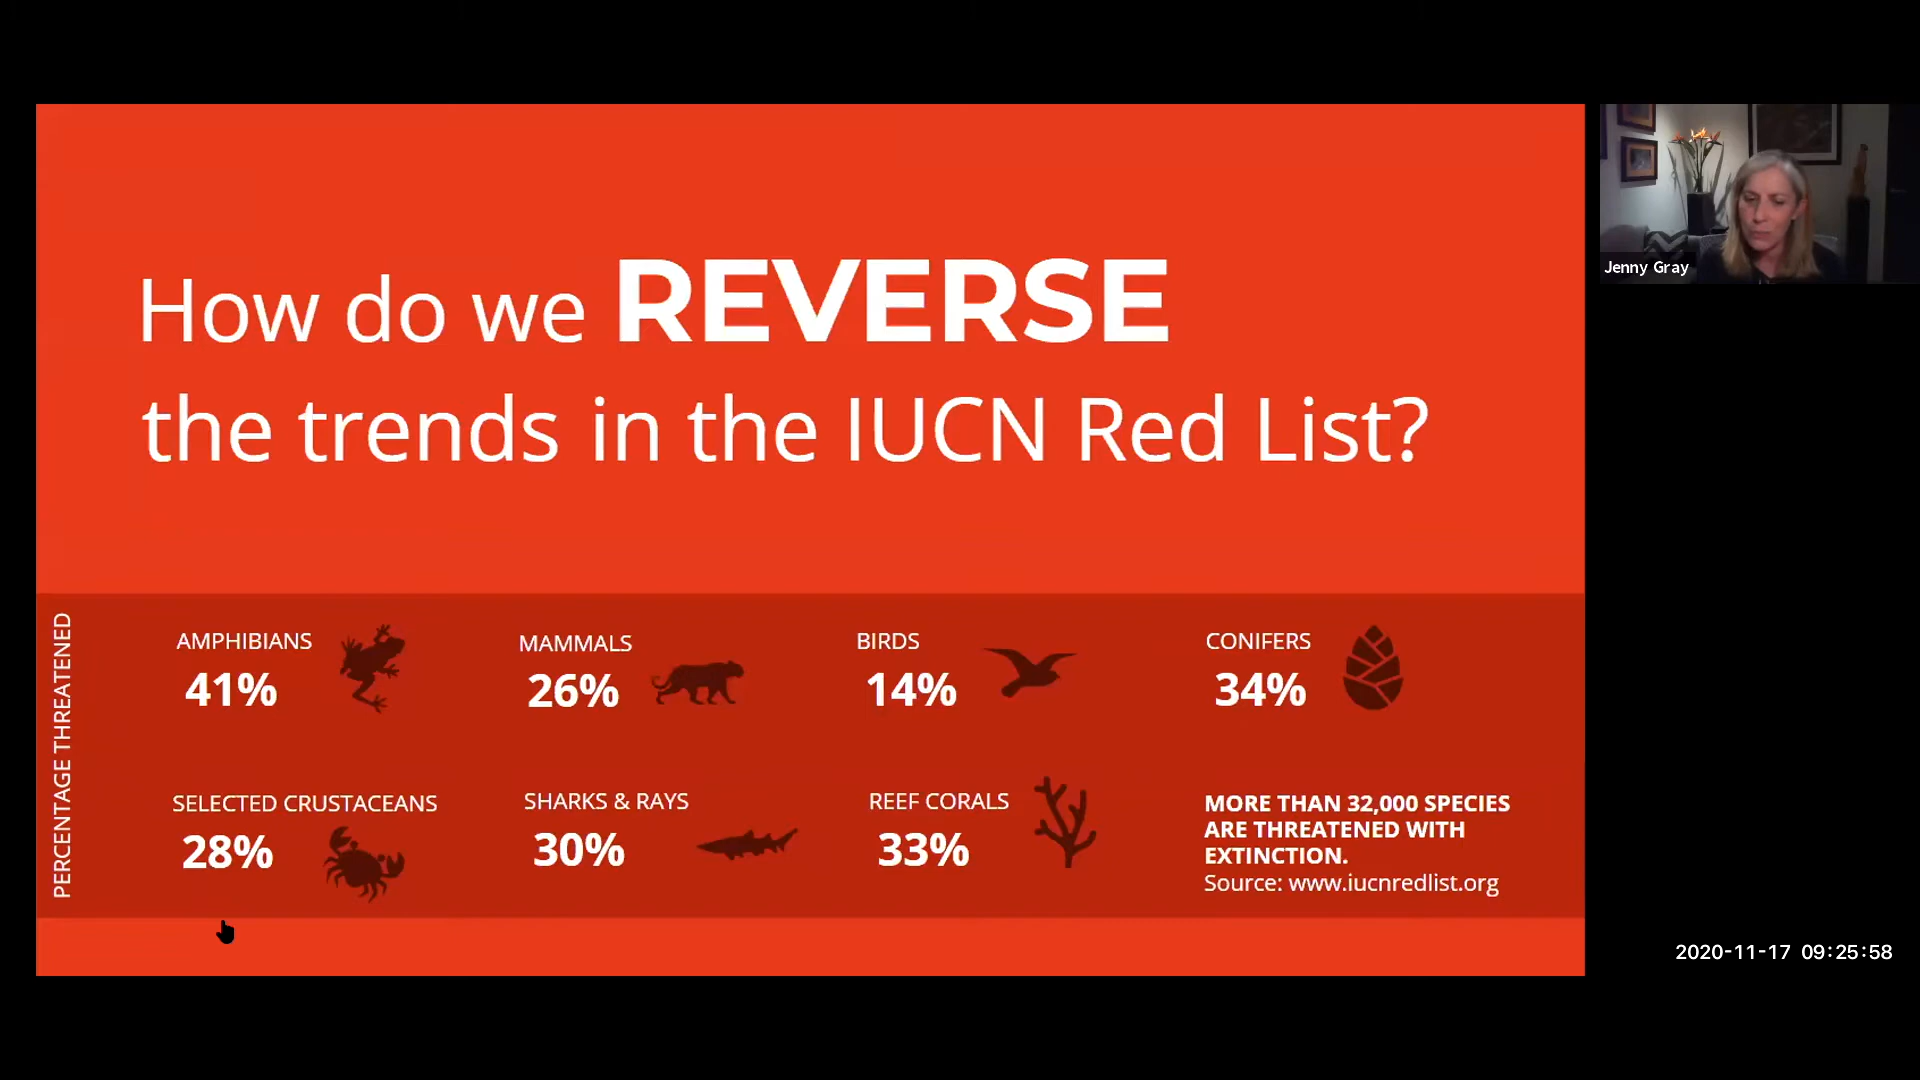 How do we REVERSE
the trends in the IUCN Red List?
PERCENTAGE THREATENED
AMPHIBIANS
41%
MAMMALS
26%
BIRDS
14%
CONIFERS
34%
SELECTED CRUSTACEANS
28%
SHARKS & RAYS
30%
REEF CORALS
33%
MORE THAN 32,000 SPECIES
ARE THREATENED WITH
EXTINCTION.
Source: www.iucnredlist.org
Jenny Gray
2020-11-17 09:25:58